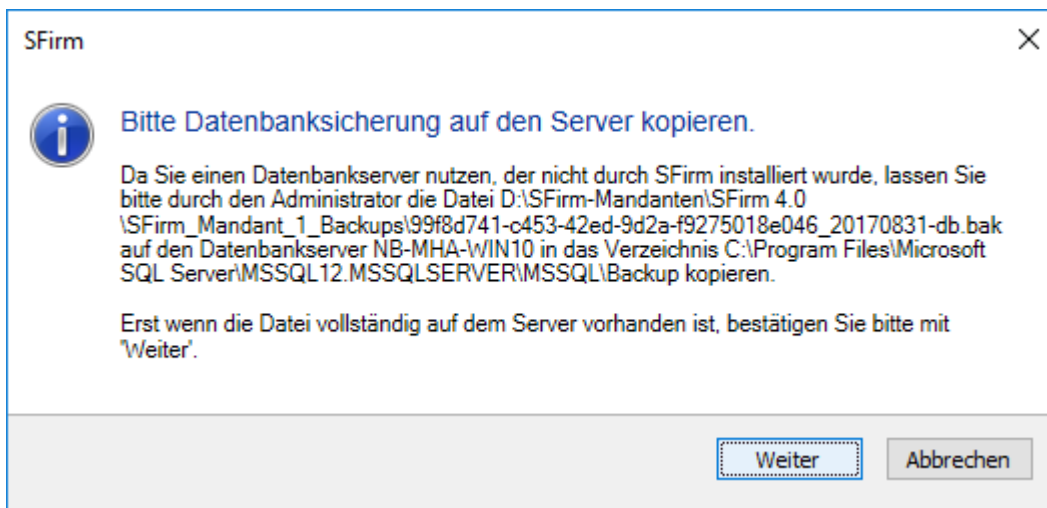 SFirm
Bitte Datenbanksicherung auf den Server kopieren.
Da Sie einen Datenbankserver nutzen, der nicht durch SFirm installiert wurde, lassen Sie
bitte durch den Administrator die Datei D:\SFirm-Mandanten\SFirm 4.0
\SFirm_Mandant_1_Backups\99f8d741-c453-42ed-9d2a-f9275018e046_20170831-db.bak
auf den Datenbankserver NB-MHA-WIN10 in das Verzeichnis C:\Program Files\Microsoft
SQL Server\MSSQL12.MSSQLSERVER\MSSQL\Backup kopieren.
Erst wenn die Datei vollständig auf dem Server vorhanden ist, bestätigen Sie bitte mit
'Weiter'.
Weiter
Abbrechen